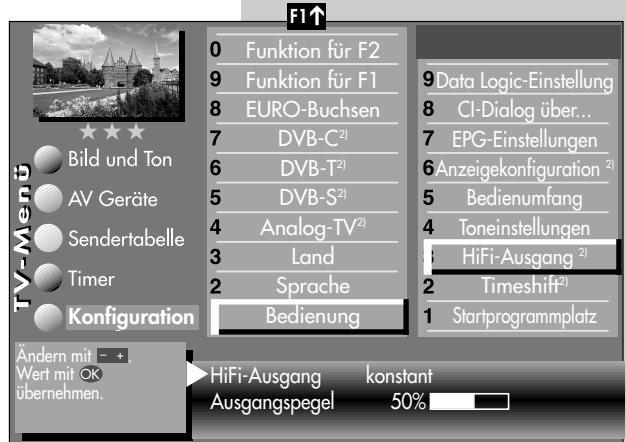 F1↑
TV-Menü
Bild und Ton
AV Geräte
Sendertabelle
Timer
Konfiguration
0 Funktion für F2
9 Funktion für F1
8 EURO-Buchsen
7 DVB-C2)
6 DVB-T2)
5 DVB-S2)
4 Analog-TV2)
3 Land
2 Sprache
Bedienung
9 Data Logic-Einstellung
8 CI-Dialog über...
7 EPG-Einstellungen
6 Anzeigekonfiguration 2)
5 Bedienumfang
4 Toneinstellungen
3 HiFi-Ausgang 2)
2 Timeshift2)
1 Startprogrammplatz
Ändern mit - +.
Wert mit OK
übernehmen.
HiFi-Ausgang konstant
Ausgangspegel 50%